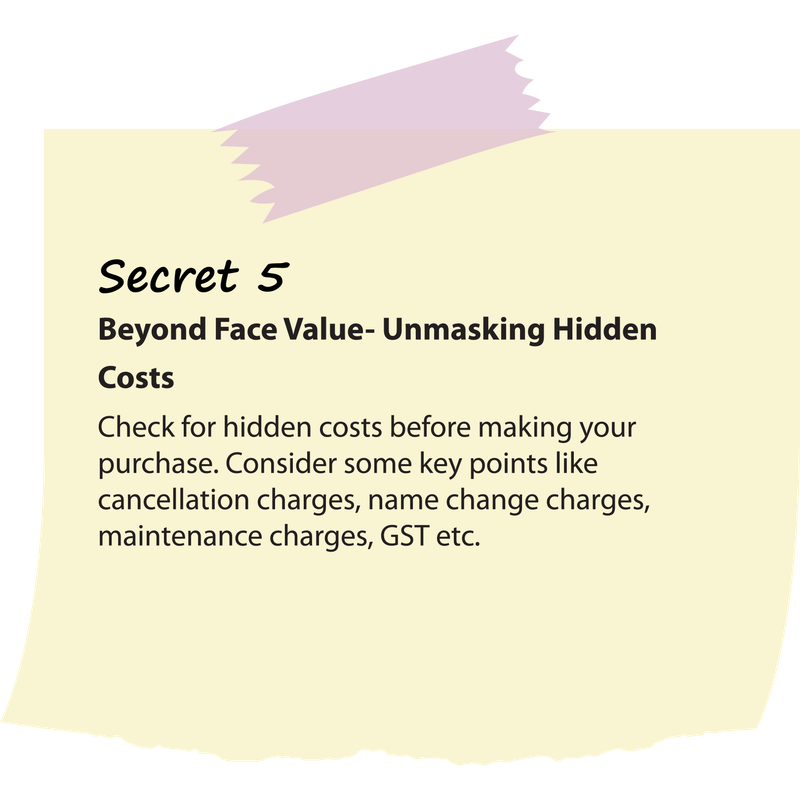 Secret 5
Beyond Face Value- Unmasking Hidden
Costs
Check for hidden costs before making your
purchase. Consider some key points like
cancellation charges, name change charges,
maintenance charges, GST etc.